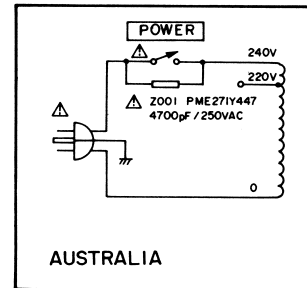 POWER
240V
220V
Z001 PME271Y447
4700pF/250VAC
0
AUSTRALIA